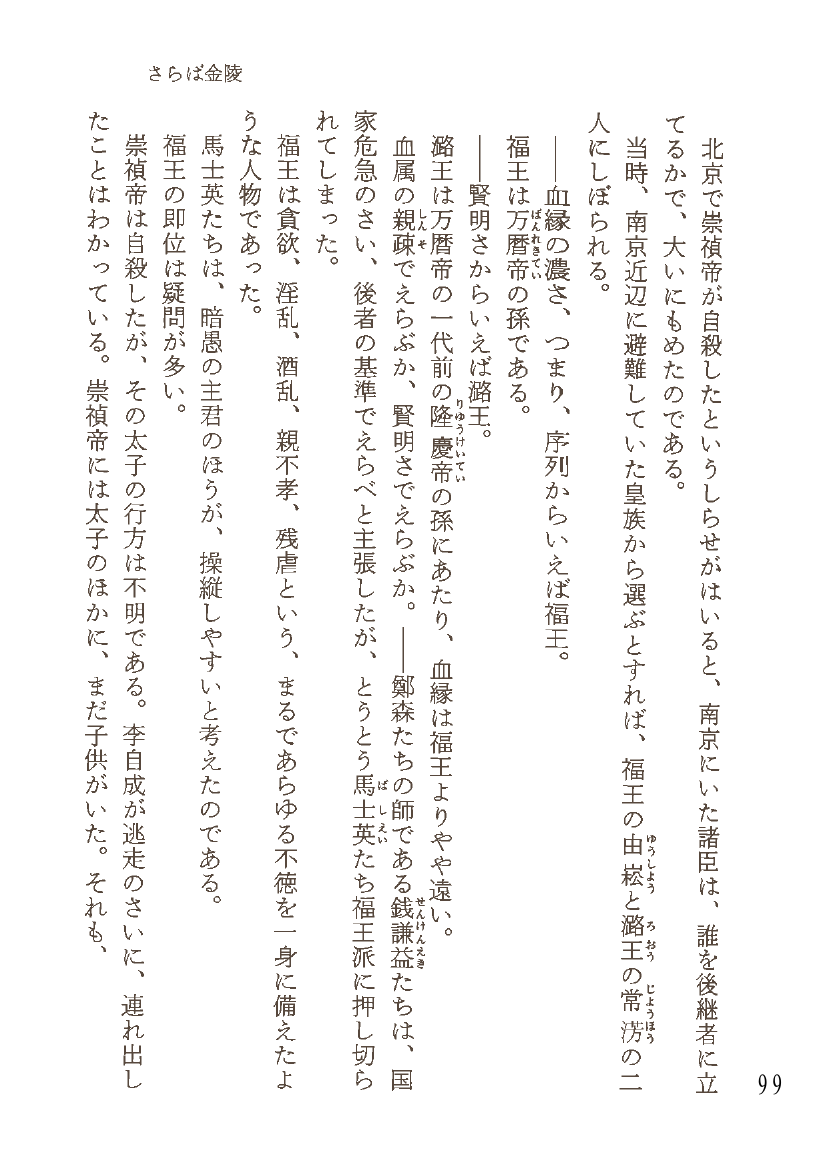 さらば金陵
北京で崇禎帝が自殺したというしらせがはいると、南京にいた諸臣は、誰を後継者に立
てるかで、大いにもめたのである。
当時、南京近辺に避難していた皇族から選ぶとすれば、福王の由崧と潞王の常淓の二
人にしぼられる。
――血縁の濃さ、つまり、序列からいえば福王。
福王は万暦帝の孫である。
――賢明さからいえば潞王。
潞王は万暦帝の一代前の隆慶帝の孫にあたり、血縁は福王よりやや遠い。
血属の親疎でえらぶか、賢明さでえらぶか。――鄭森たちの師である銭謙益たちは、国
家危急のさい、後者の基準でえらべと主張したが、とうとう馬士英たち福王派に押し切ら
れてしまった。
福王は貪欲、淫乱、酒乱、親不孝、残虐という、まるであらゆる不徳を一身に備えたよ
うな人物であった。
馬士英たちは、暗愚の主君のほうが、操縦しやすいと考えたのである。
福王の即位は疑問が多い。
崇禎帝は自殺したが、その太子の行方は不明である。李自成が逃走のさいに、連れ出し
たことはわかっている。崇禎帝には太子のほかに、まだ子供がいた。それも、
99